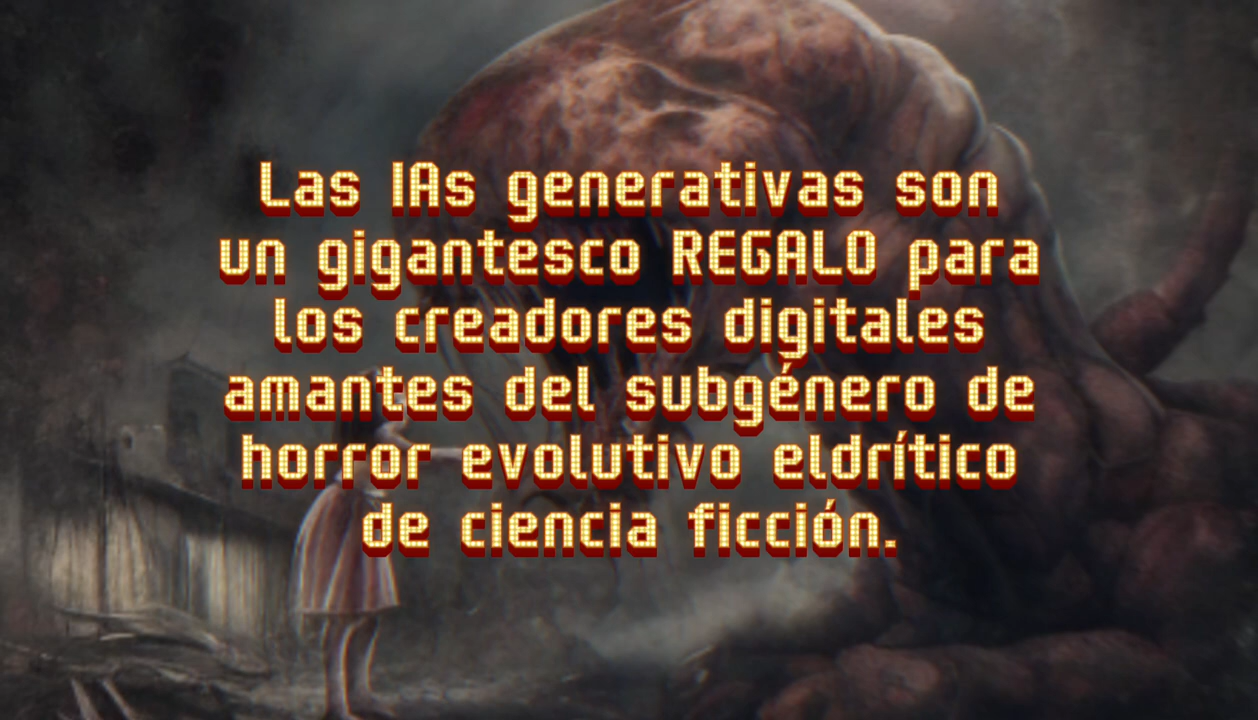 Las IAs generativas son
un gigantesco REGALO para
los creadores digitales
amantes del subgénero de
horror evolutivo eldrítico
de ciencia ficción.